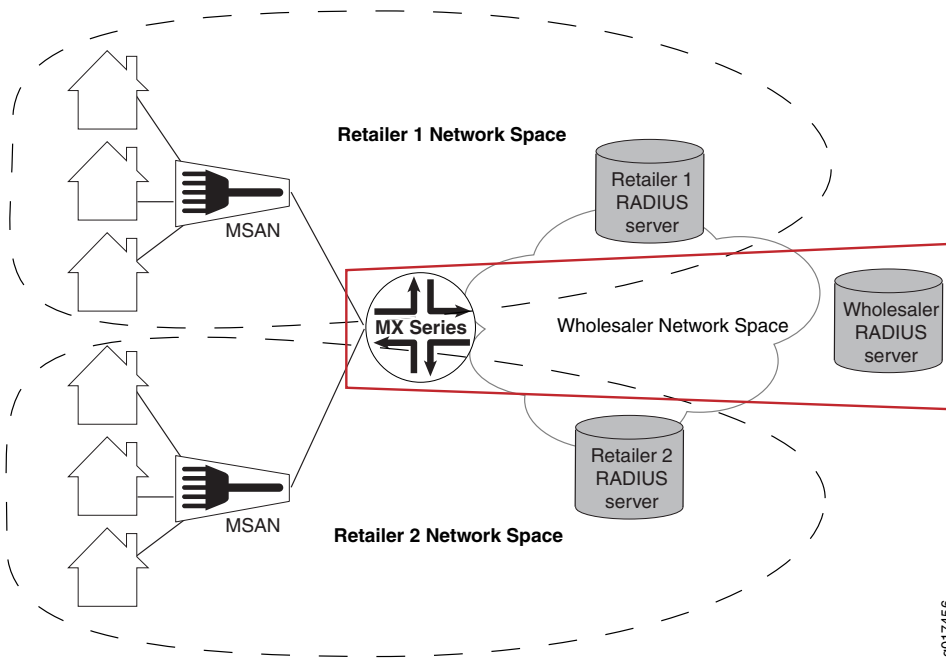 Retailer 1 Network Space
Retailer 1
RADIUS
server
MSAN
MX Series
Wholesaler Network Space
Wholesaler
RADIUS
server
Retailer 2
RADIUS
server
MSAN
Retailer 2 Network Space
g017456